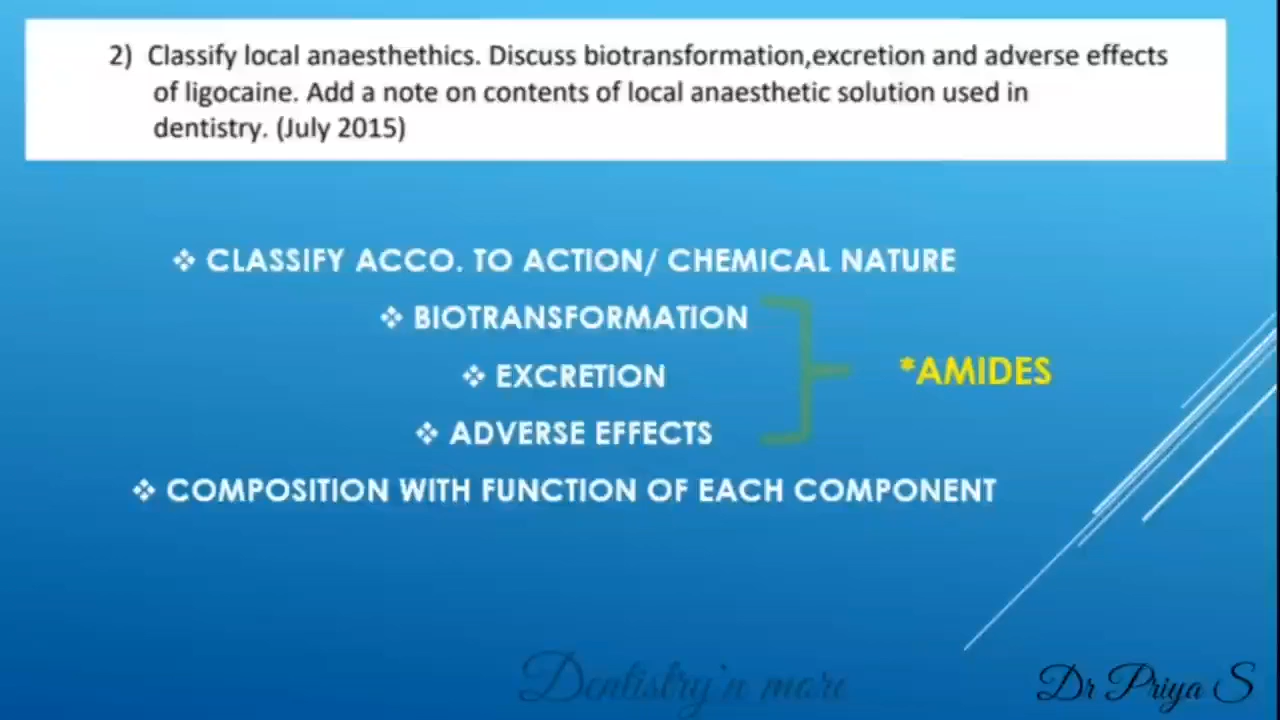 2) Classify local anaesthethics. Discuss biotransformation,excretion and adverse effects
of ligocaine. Add a note on contents of local anaesthetic solution used in
dentistry. (July 2015)
❖ CLASSIFY ACCO. TO ACTION/ CHEMICAL NATURE
❖ BIOTRANSFORMATION
❖ EXCRETION
*AMIDES
❖ ADVERSE EFFECTS
❖ COMPOSITION WITH FUNCTION OF EACH COMPONENT
Dentistry'n more
Dr Priya S